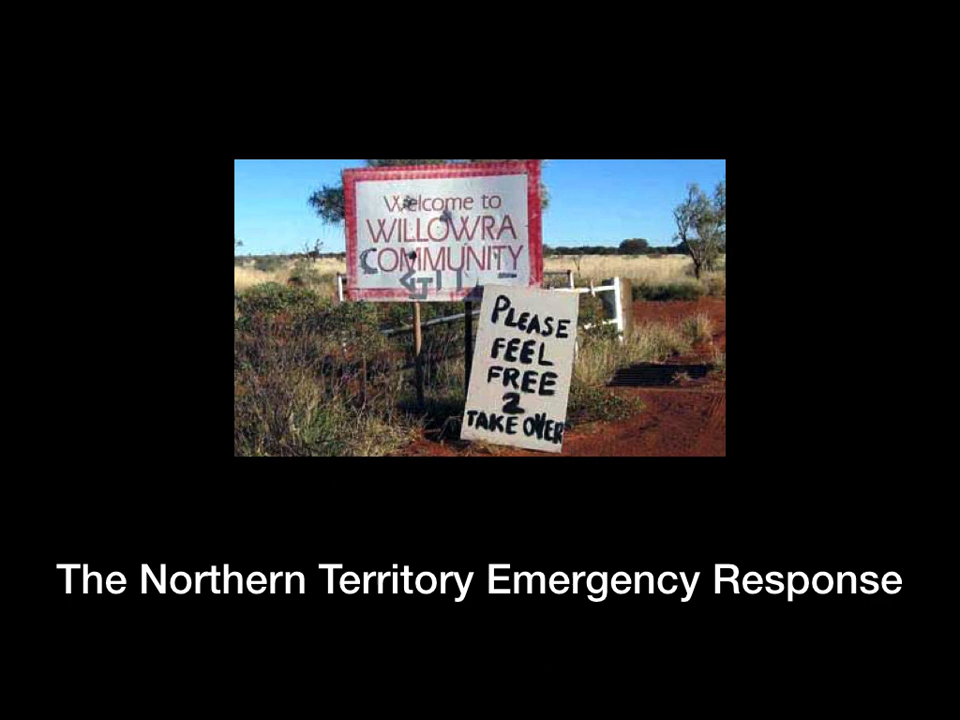 Welcome to
WILLOWRA
COMMUNITY
PLEASE
FEEL
FREE
2
TAKE OVER
The Northern Territory Emergency Response